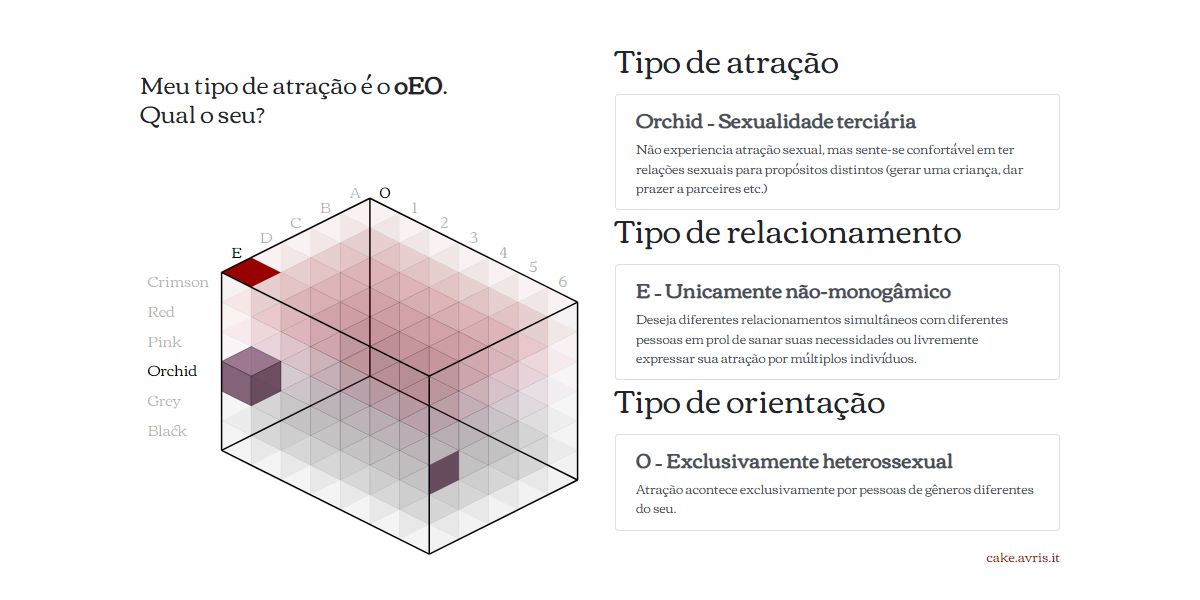 Meu tipo de atração é o oEO.
Qual o seu?
A
O
B
1
C
2
D
3
E
4
5
6
Crimson
Red
Pink
Orchid
Grey
Black
Tipo de atração
Orchid - Sexualidade terciária
Não experiencia atração sexual, mas sente-se confortável em ter
relações sexuais para propósitos distintos (gerar uma criança, dar
prazer a parceires etc.)
Tipo de relacionamento
E - Unicamente não-monogâmico
Deseja diferentes relacionamentos simultâneos com diferentes
pessoas em prol de sanar suas necessidades ou livremente
expressar sua atração por múltiplos indivíduos.
Tipo de orientação
O - Exclusivamente heterossexual
Atração acontece exclusivamente por pessoas de gêneros diferentes
do seu.
cake.avris.it